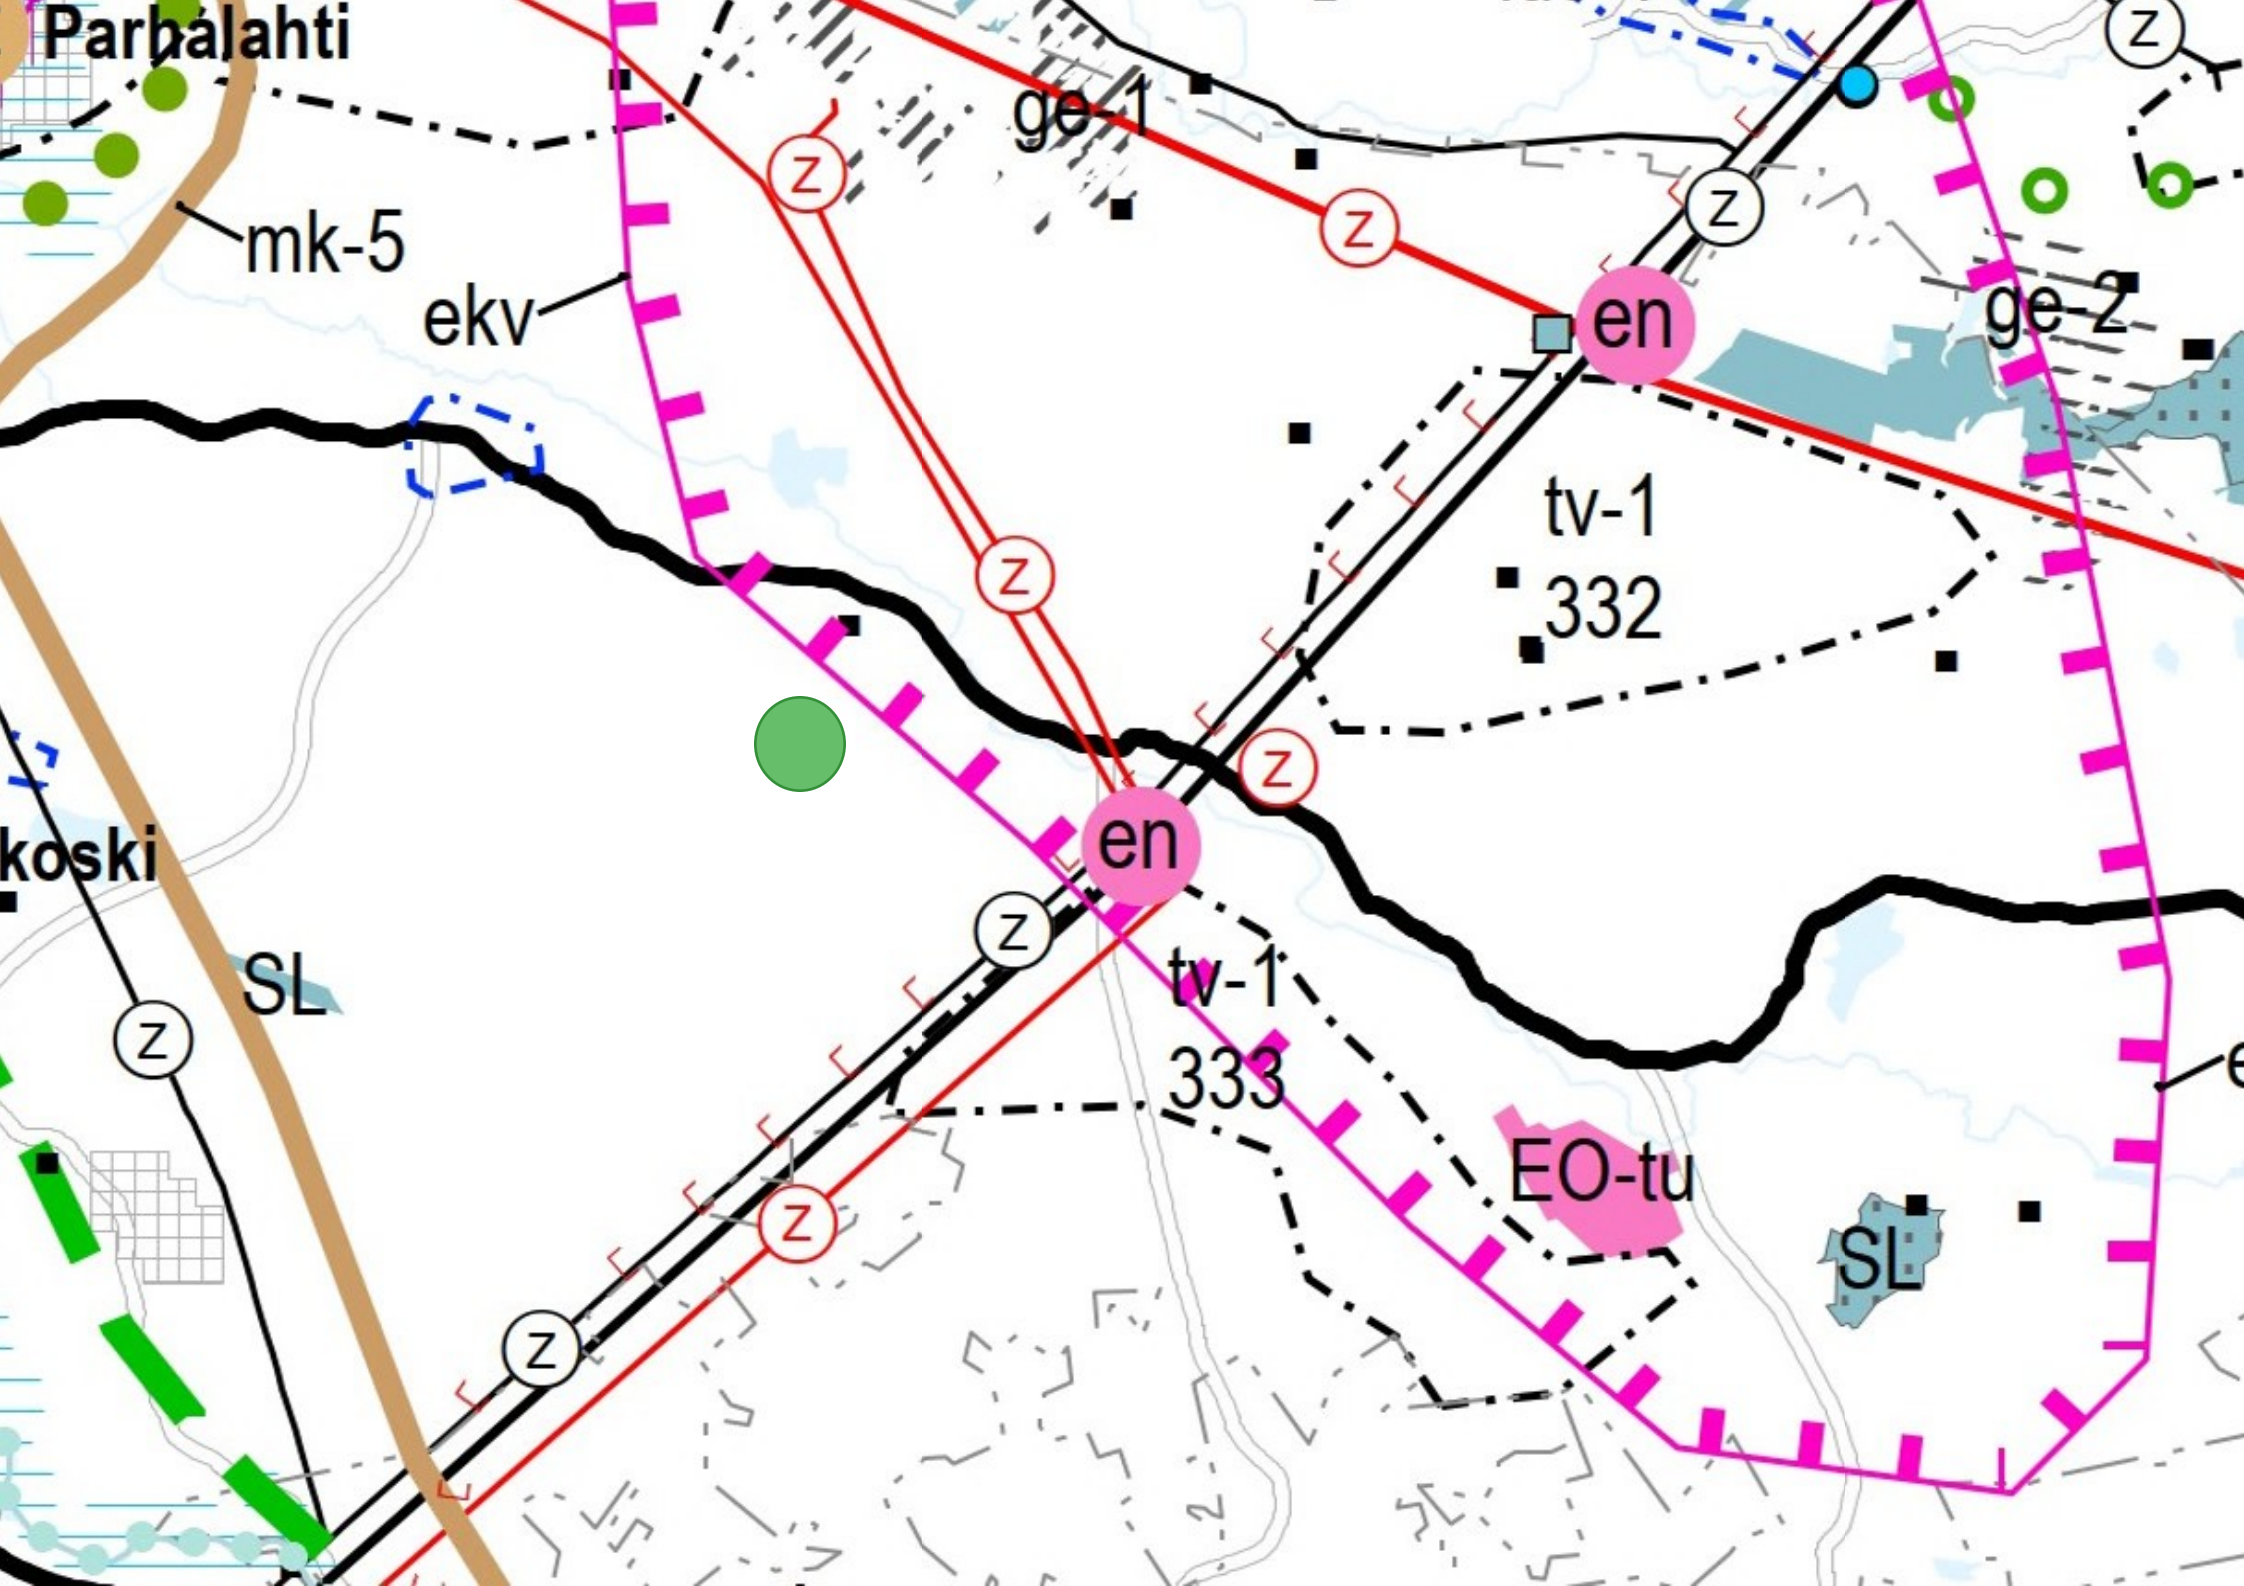 Parhalahti
z
ge-1
z
z
z
mk-5
ekv
en
ge-2
tv-1
332
z
z
en
koski
z
SL
z
tv-1
333
EO-tu
z
SL
z